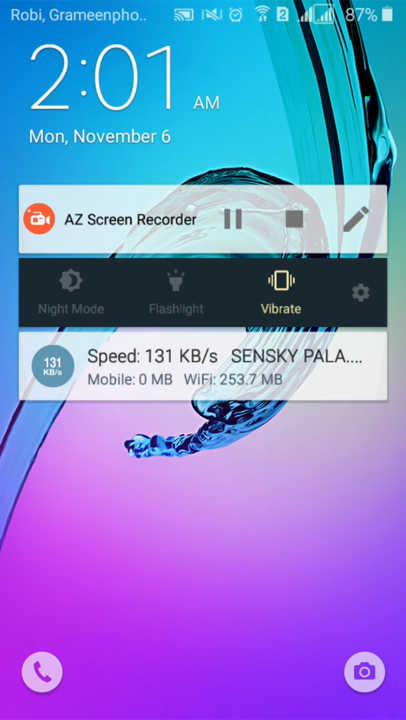 Robi, Grameenpho..
2
87%
2:01 AM
Mon, November 6
AZ Screen Recorder
Night Mode
Flashlight
Vibrate
131
KB/s
Speed: 131 KB/s SENSKY PALA....
Mobile: 0 MB WiFi: 253.7 MB